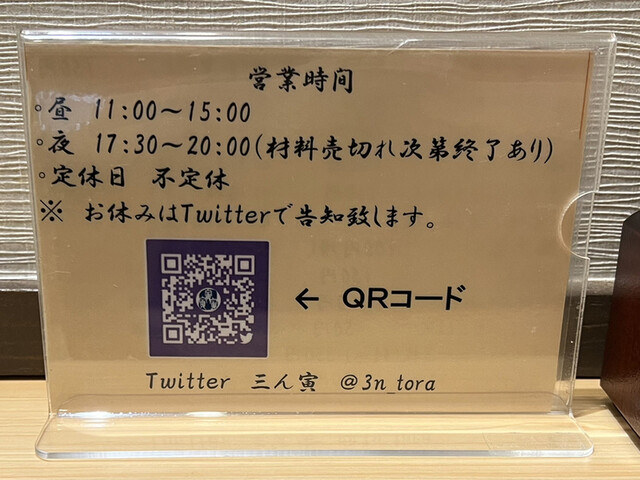 営業時間
◦昼 11:00～15:00
◦夜 17:30～20:00(材料売切れ次第終了あり)
◦定休日 不定休
※ お休みはTwitterで告知致します。
← QRコード
Twitter 三ん寅 @3n_tora